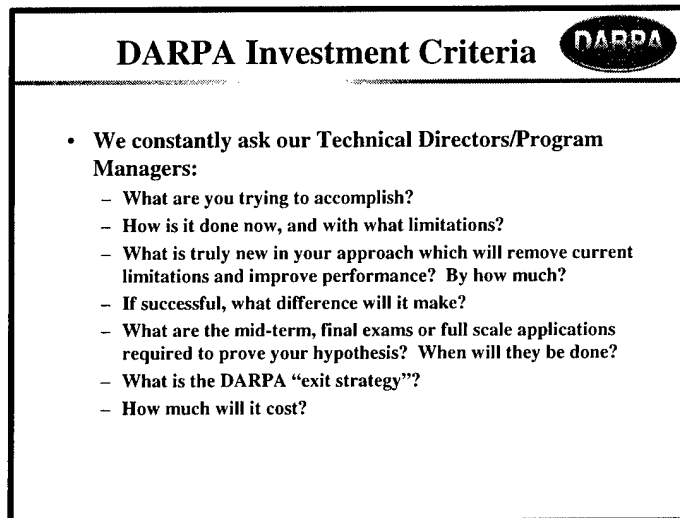 DARPA Investment Criteria
DARPA
• We constantly ask our Technical Directors/Program
Managers:
– What are you trying to accomplish?
– How is it done now, and with what limitations?
– What is truly new in your approach which will remove current
limitations and improve performance? By how much?
– If successful, what difference will it make?
– What are the mid-term, final exams or full scale applications
required to prove your hypothesis? When will they be done?
– What is the DARPA “exit strategy”?
– How much will it cost?